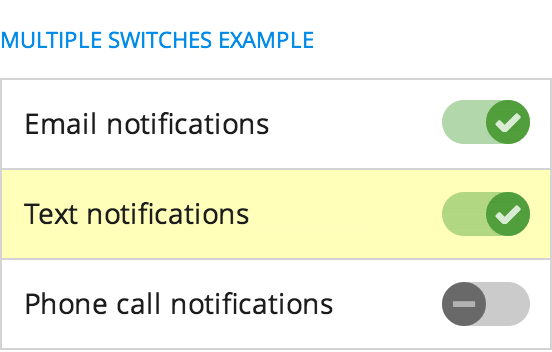 MULTIPLE SWITCHES EXAMPLE
Email notifications
Text notifications
Phone call notifications